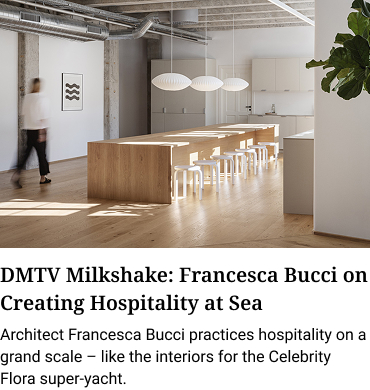 DMTV Milkshake: Francesca Bucci on
Creating Hospitality at Sea
Architect Francesca Bucci practices hospitality on a
grand scale – like the interiors for the Celebrity
Flora super-yacht.